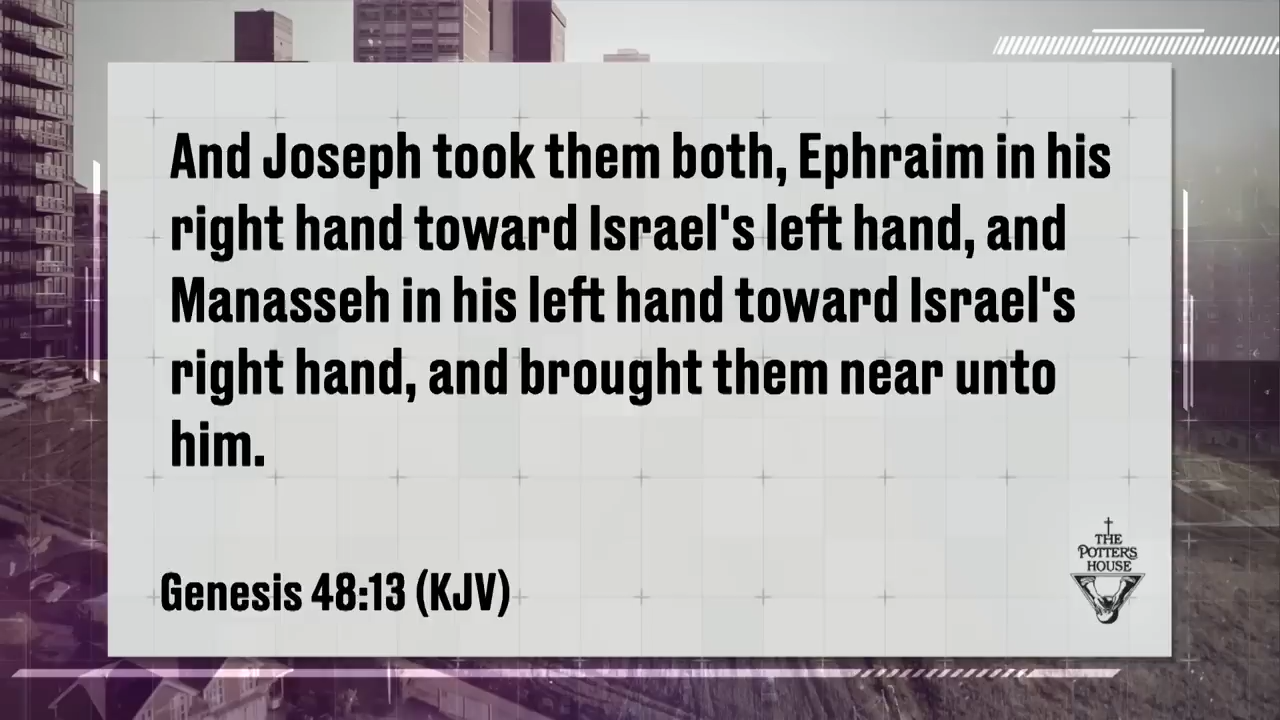 And Joseph took them both, Ephraim in his
right hand toward Israel's left hand, and
Manasseh in his left hand toward Israel's
right hand, and brought them near unto
him.
Genesis 48:13 (KJV)
THE
POTTER'S
HOUSE